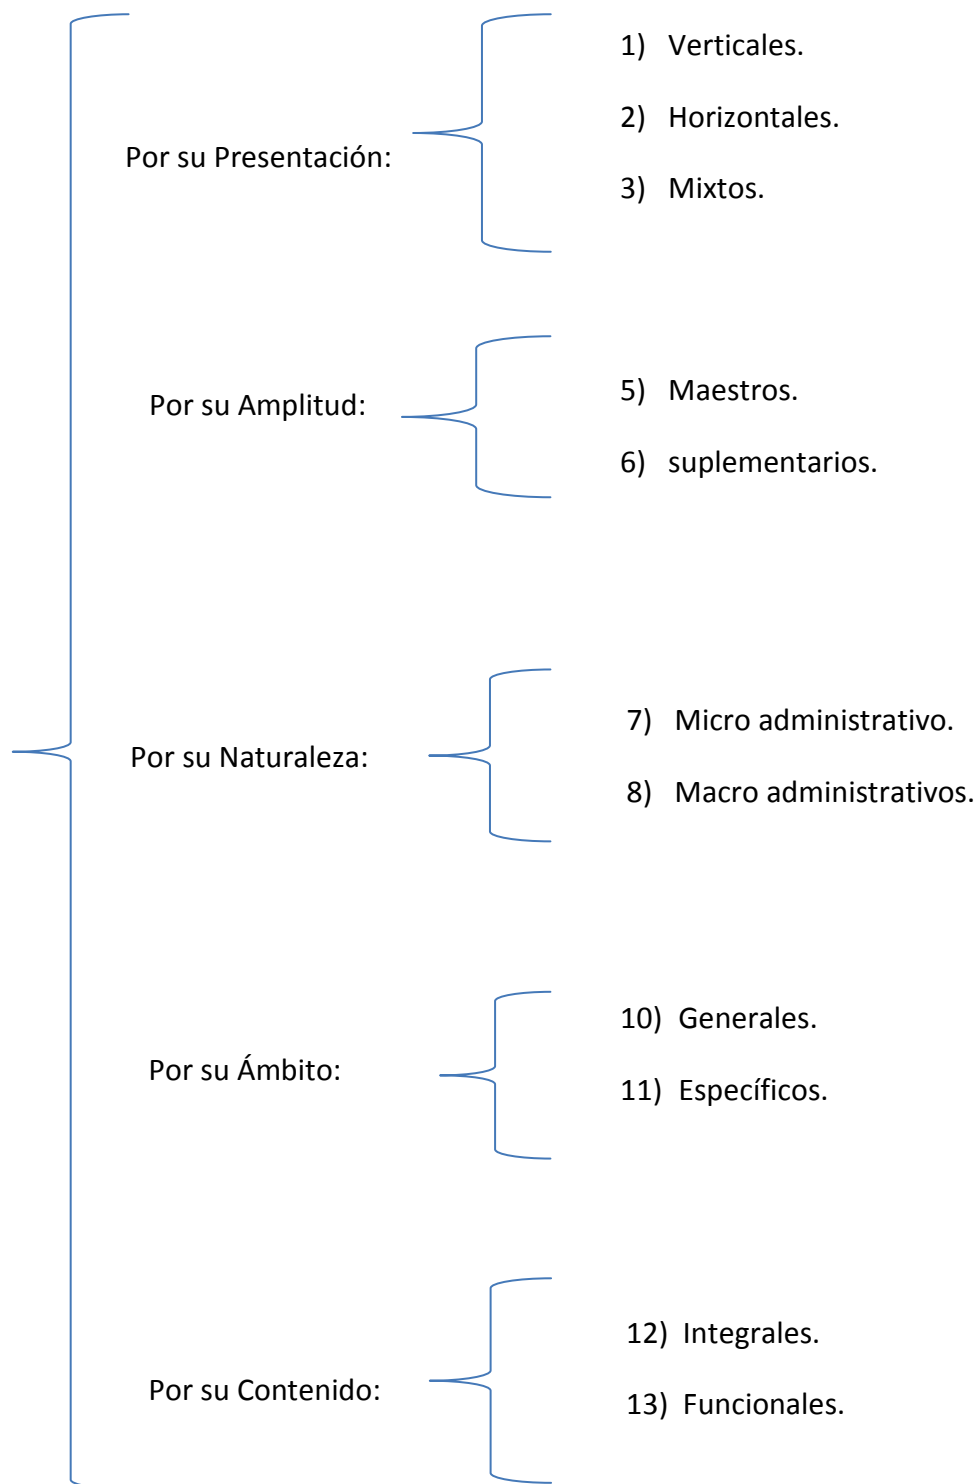 Por su Presentación:
1) Verticales.
2) Horizontales.
3) Mixtos.
Por su Amplitud:
5) Maestros.
6) suplementarios.
Por su Naturaleza:
7) Micro administrativo.
8) Macro administrativos.
Por su Ámbito:
10) Generales.
11) Específicos.
Por su Contenido:
12) Integrales.
13) Funcionales.